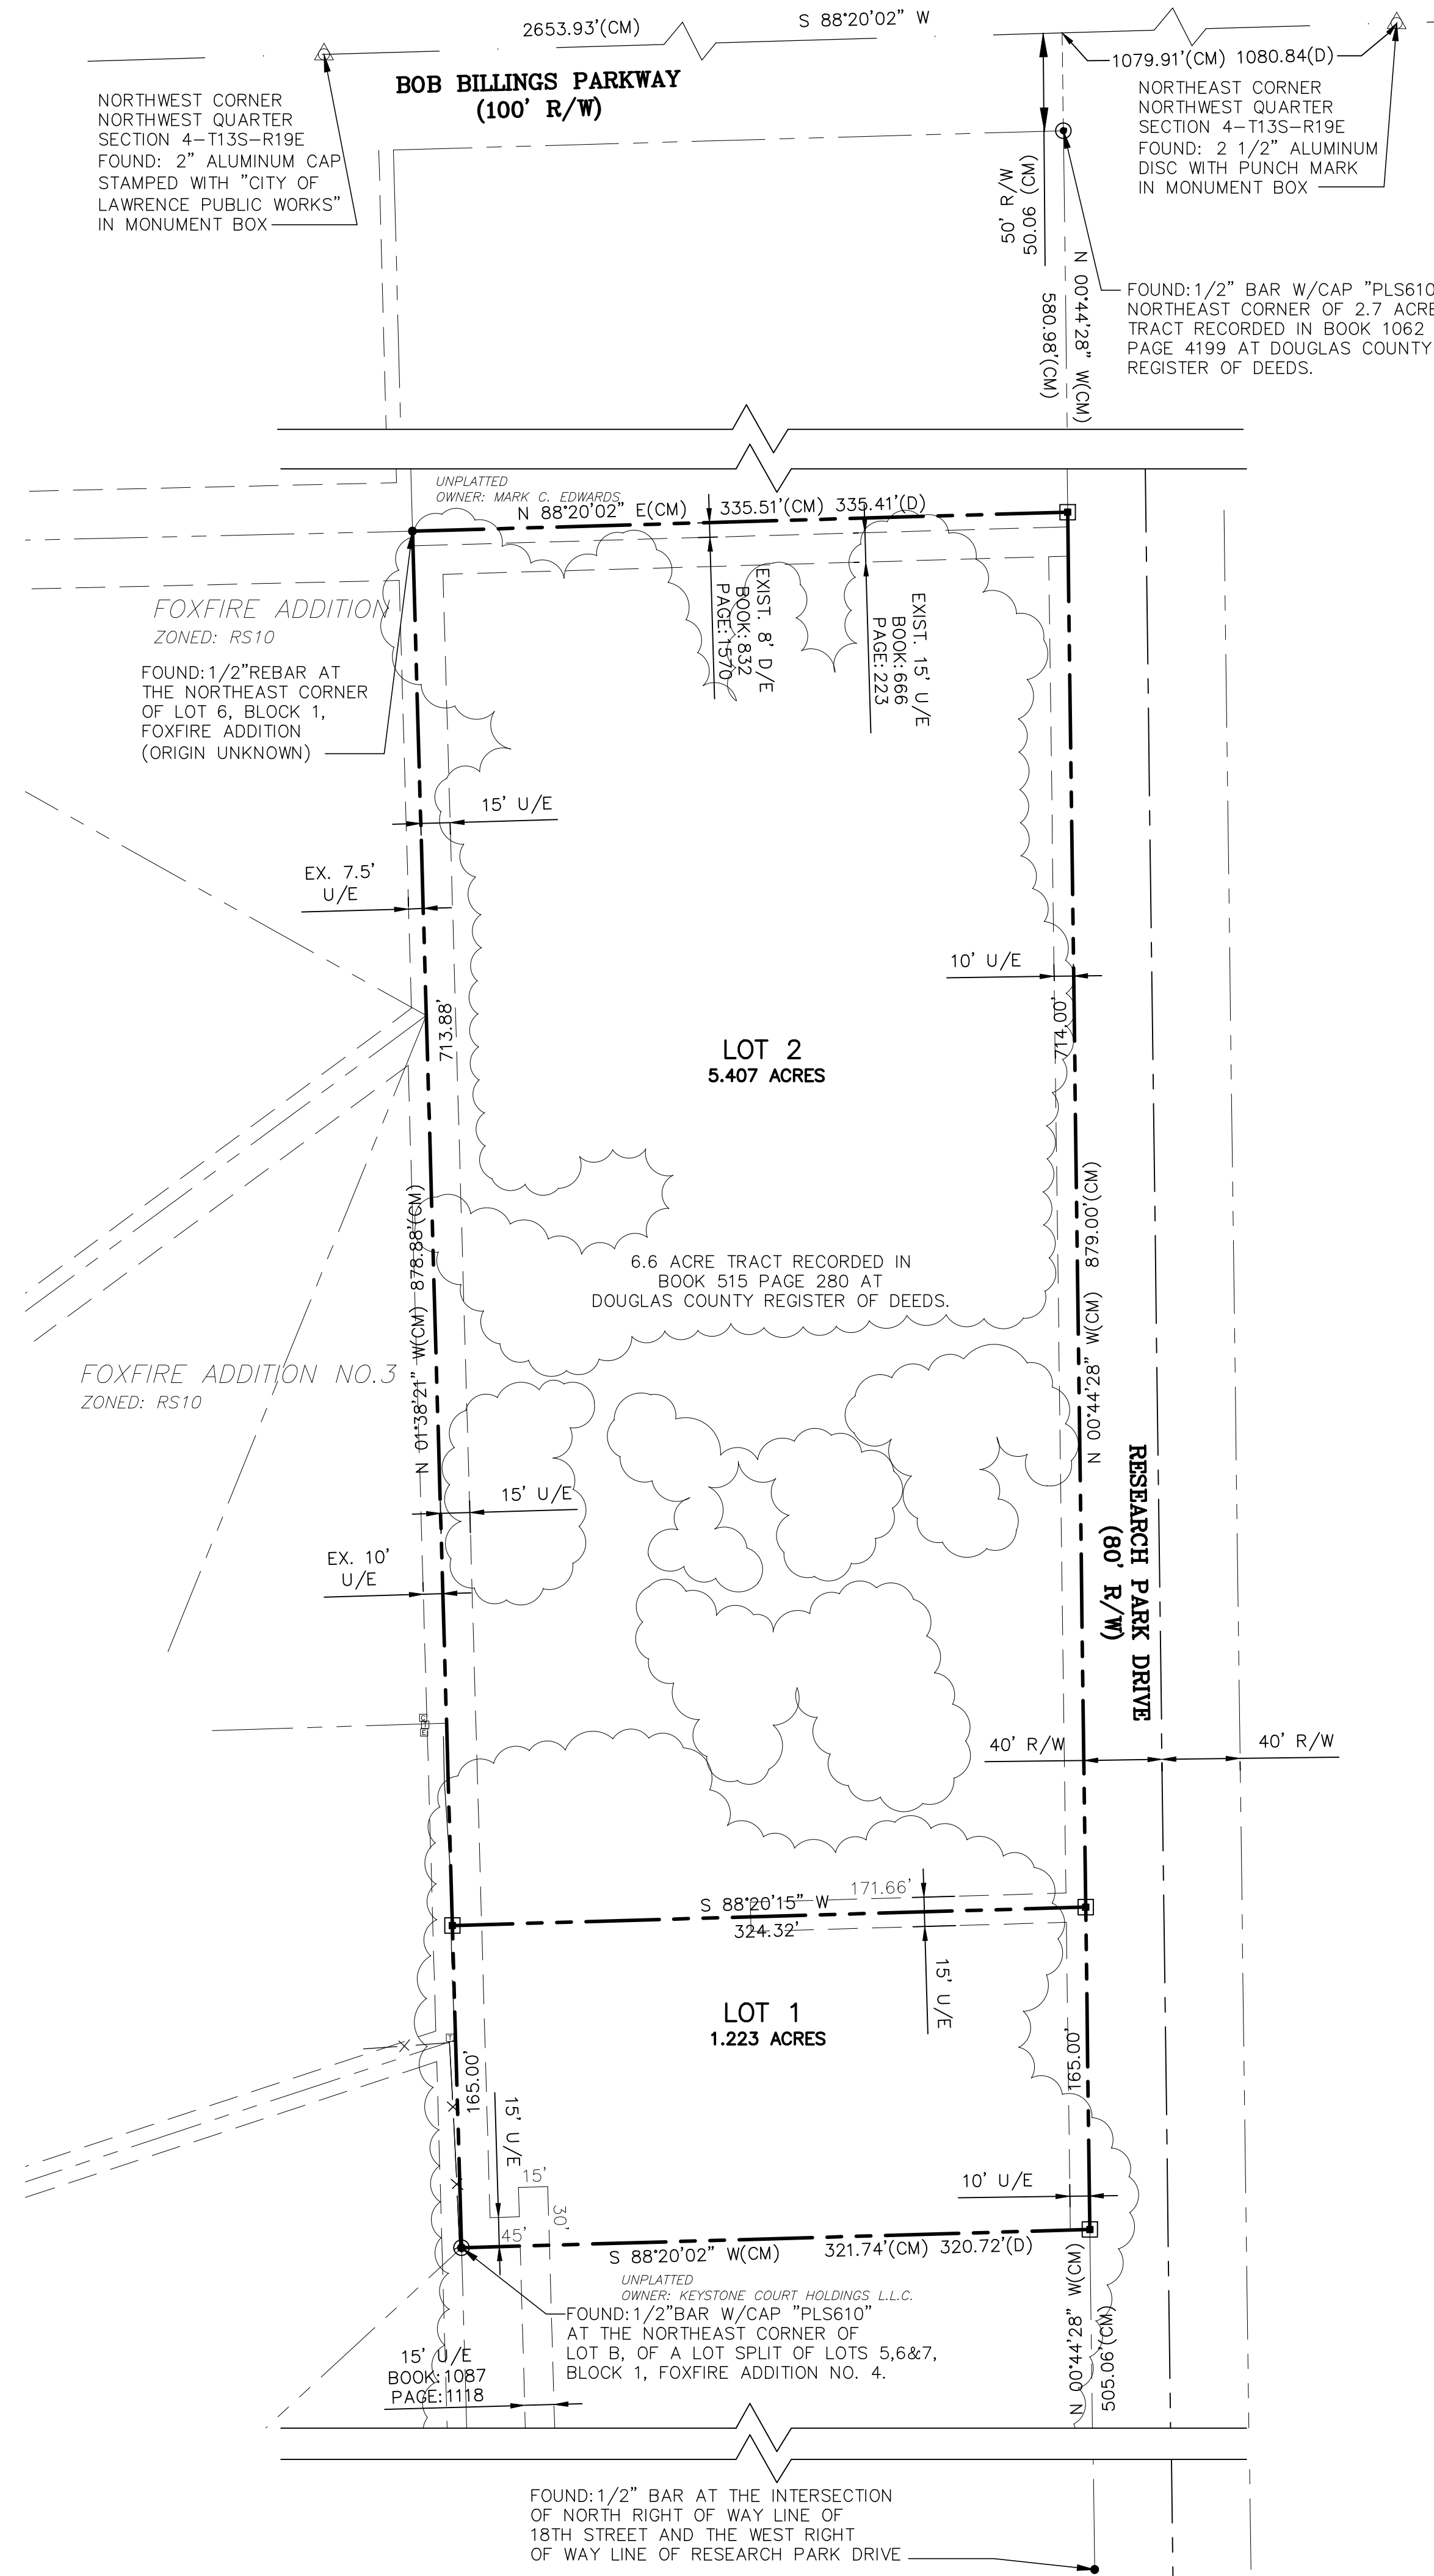 2653.93'(CM)
S 88°20'02" W
BOB BILLINGS PARKWAY
(100' R/W)
1079.91'(CM) 1080.84(D)
NORTHWEST CORNER
NORTHWEST QUARTER
SECTION 4-T13S-R19E
FOUND: 2" ALUMINUM CAP
STAMPED WITH "CITY OF
LAWRENCE PUBLIC WORKS"
IN MONUMENT BOX
NORTHEAST CORNER
NORTHWEST QUARTER
SECTION 4-T13S-R19E
FOUND: 2 1/2" ALUMINUM
DISC WITH PUNCH MARK
IN MONUMENT BOX
50' R/W
50.06 (CM)
N 00°44'28" W(CM)
580.98'(CM)
FOUND:1/2" BAR W/CAP "PLS610
NORTHEAST CORNER OF 2.7 ACRE
TRACT RECORDED IN BOOK 1062
PAGE 4199 AT DOUGLAS COUNTY
REGISTER OF DEEDS.
UNPLATTED
OWNER: MARK C. EDWARDS
N 88°20'02" E(CM)
335.51'(CM) 335.41'(D)
EXIST. 8' D/E
BOOK:832
PAGE:1570
EXIST. 15' U/E
BOOK:666
PAGE:223
FOXFIRE ADDITION
ZONED: RS10
FOUND:1/2"REBAR AT
THE NORTHEAST CORNER
OF LOT 6, BLOCK 1,
FOXFIRE ADDITION
(ORIGIN UNKNOWN)
15' U/E
EX. 7.5'
U/E
10' U/E
713.88'
714.00'
LOT 2
5.407 ACRES
N 01°38'21" W(CM) 878.88'(CM)
N 00°44'28" W(CM) 879.00'(CM)
6.6 ACRE TRACT RECORDED IN
BOOK 515 PAGE 280 AT
DOUGLAS COUNTY REGISTER OF DEEDS.
FOXFIRE ADDITION NO.3
ZONED: RS10
15' U/E
EX. 10'
U/E
RESEARCH PARK DRIVE
(80' R/W)
C
T
E
40' R/W
40' R/W
171.66'
S 88°20'15" W
324.32'
15' U/E
LOT 1
1.223 ACRES
T
165.00'
165.00'
15' U/E
15'
30'
45'
10' U/E
S 88°20'02" W(CM)
321.74'(CM) 320.72'(D)
UNPLATTED
OWNER: KEYSTONE COURT HOLDINGS L.L.C.
FOUND:1/2"BAR W/CAP "PLS610"
AT THE NORTHEAST CORNER OF
LOT B, OF A LOT SPLIT OF LOTS 5,6&7,
BLOCK 1, FOXFIRE ADDITION NO. 4.
15' U/E
BOOK:1087
PAGE:1118
N 00°44'28" W(CM)
505.06'(CM)
FOUND:1/2" BAR AT THE INTERSECTION
OF NORTH RIGHT OF WAY LINE OF
18TH STREET AND THE WEST RIGHT
OF WAY LINE OF RESEARCH PARK DRIVE